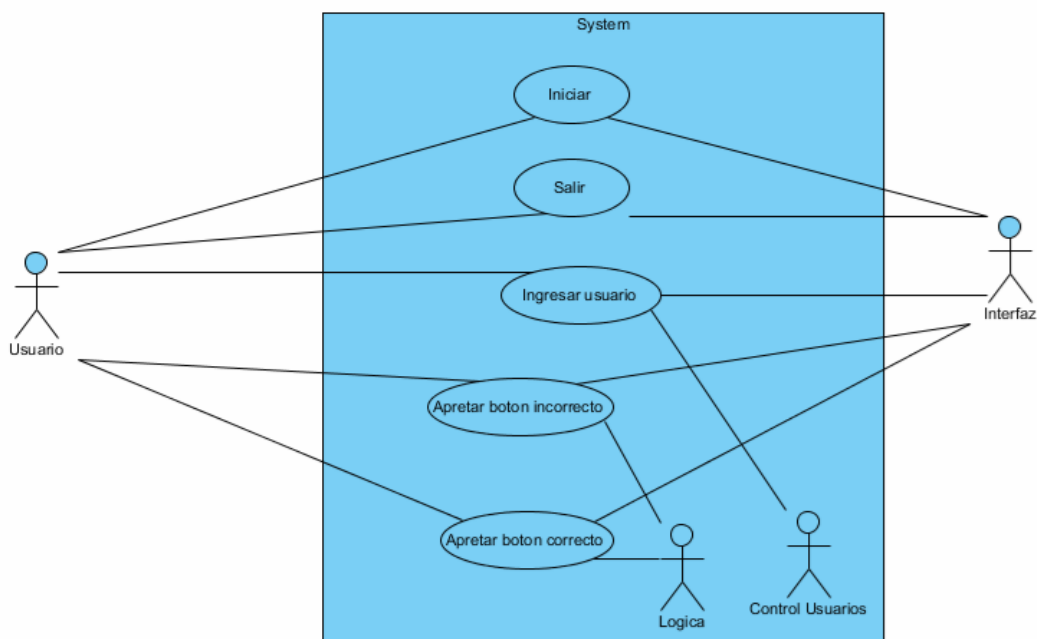 System
Iniciar
Salir
Ingresar usuario
Interfaz
Usuario
Apretar boton incorrecto
Apretar boton correcto
Control Usuarios
Logica